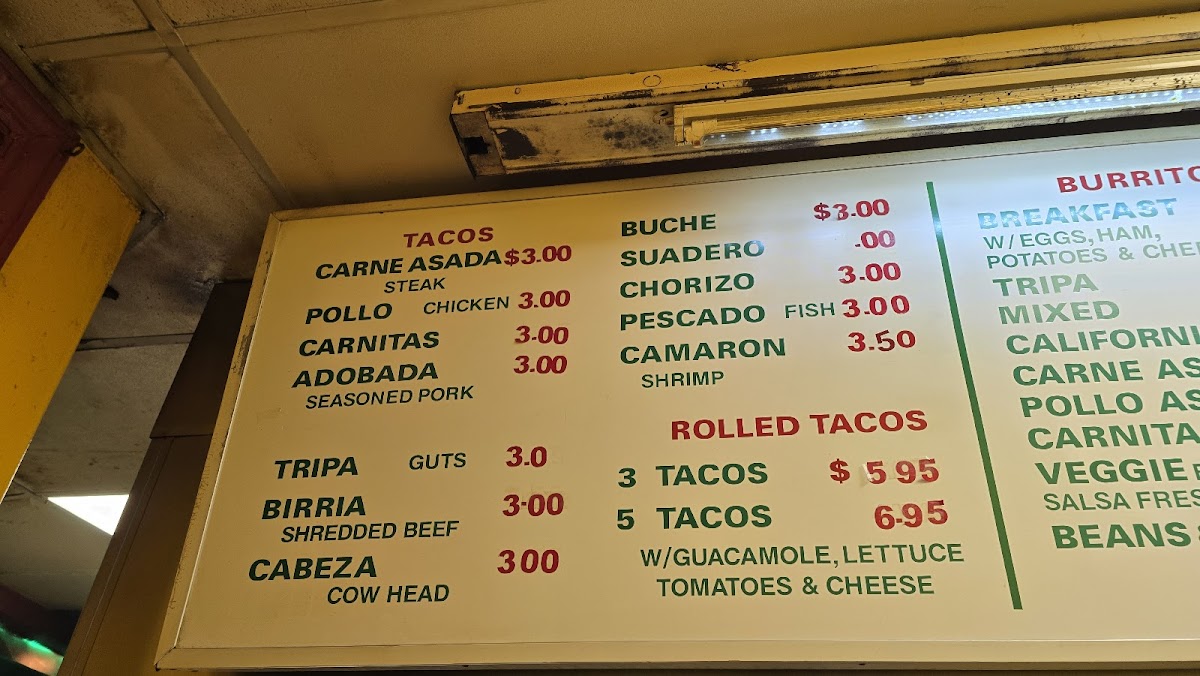 TACOS
CARNE ASADA $3.00
STEAK
POLLO CHICKEN 3.00
CARNITAS 3.00
ADOBADA 3.00
SEASONED PORK
TRIPA GUTS 3.0
BIRRIA 3-00
SHREDDED BEEF
CABEZA 300
COW HEAD
BUCHE $3.00
SUADERO .00
CHORIZO 3.00
PESCADO FISH 3.00
CAMARON 3.50
SHRIMP
ROLLED TACOS
3 TACOS $ 5 95
5 TACOS 6-95
W/GUACAMOLE, LETTUCE
TOMATOES & CHEESE
BURRITO
BREAKFAST
W/EGGS, HAM,
POTATOES & CHE
TRIPA
MIXED
CALIFORNI
CARNE AS
POLLO AS
CARNITA
VEGGIE
SALSA FRES
BEANS